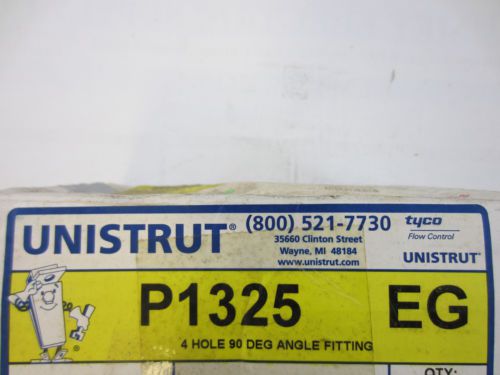 UNISTRUT® (800) 521-7730 tyco
35660 Clinton Street Flow Control
Wayne, MI 48184
www.unistrut.com UNISTRUT®
P1325 EG
4 HOLE 90 DEG ANGLE FITTING
QTY: